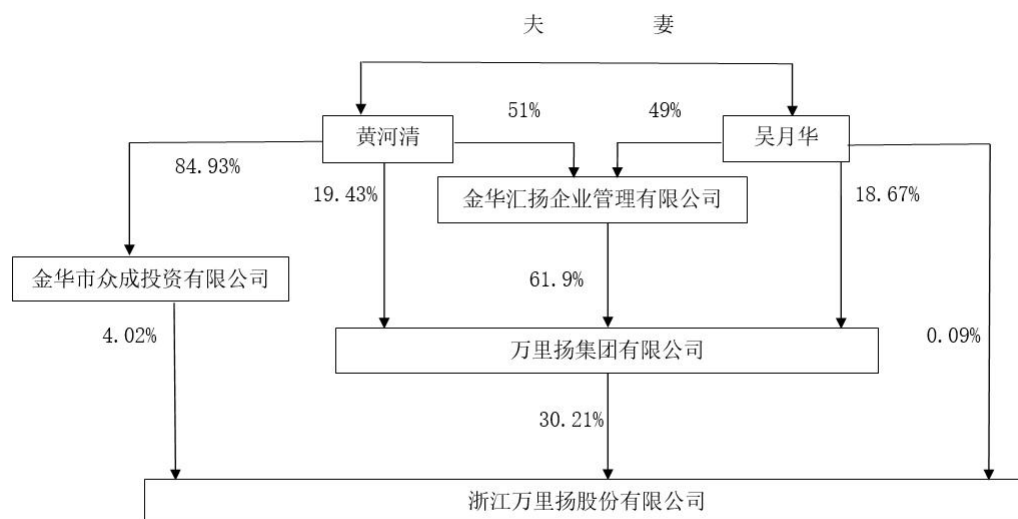 夫 妻
51% 49%
黄河清 吴月华
84.93%
19.43% 金华汇扬企业管理有限公司 18.67%
金华市众成投资有限公司 61.9%
4.02% 万里扬集团有限公司 0.09%
30.21%
浙江万里扬股份有限公司